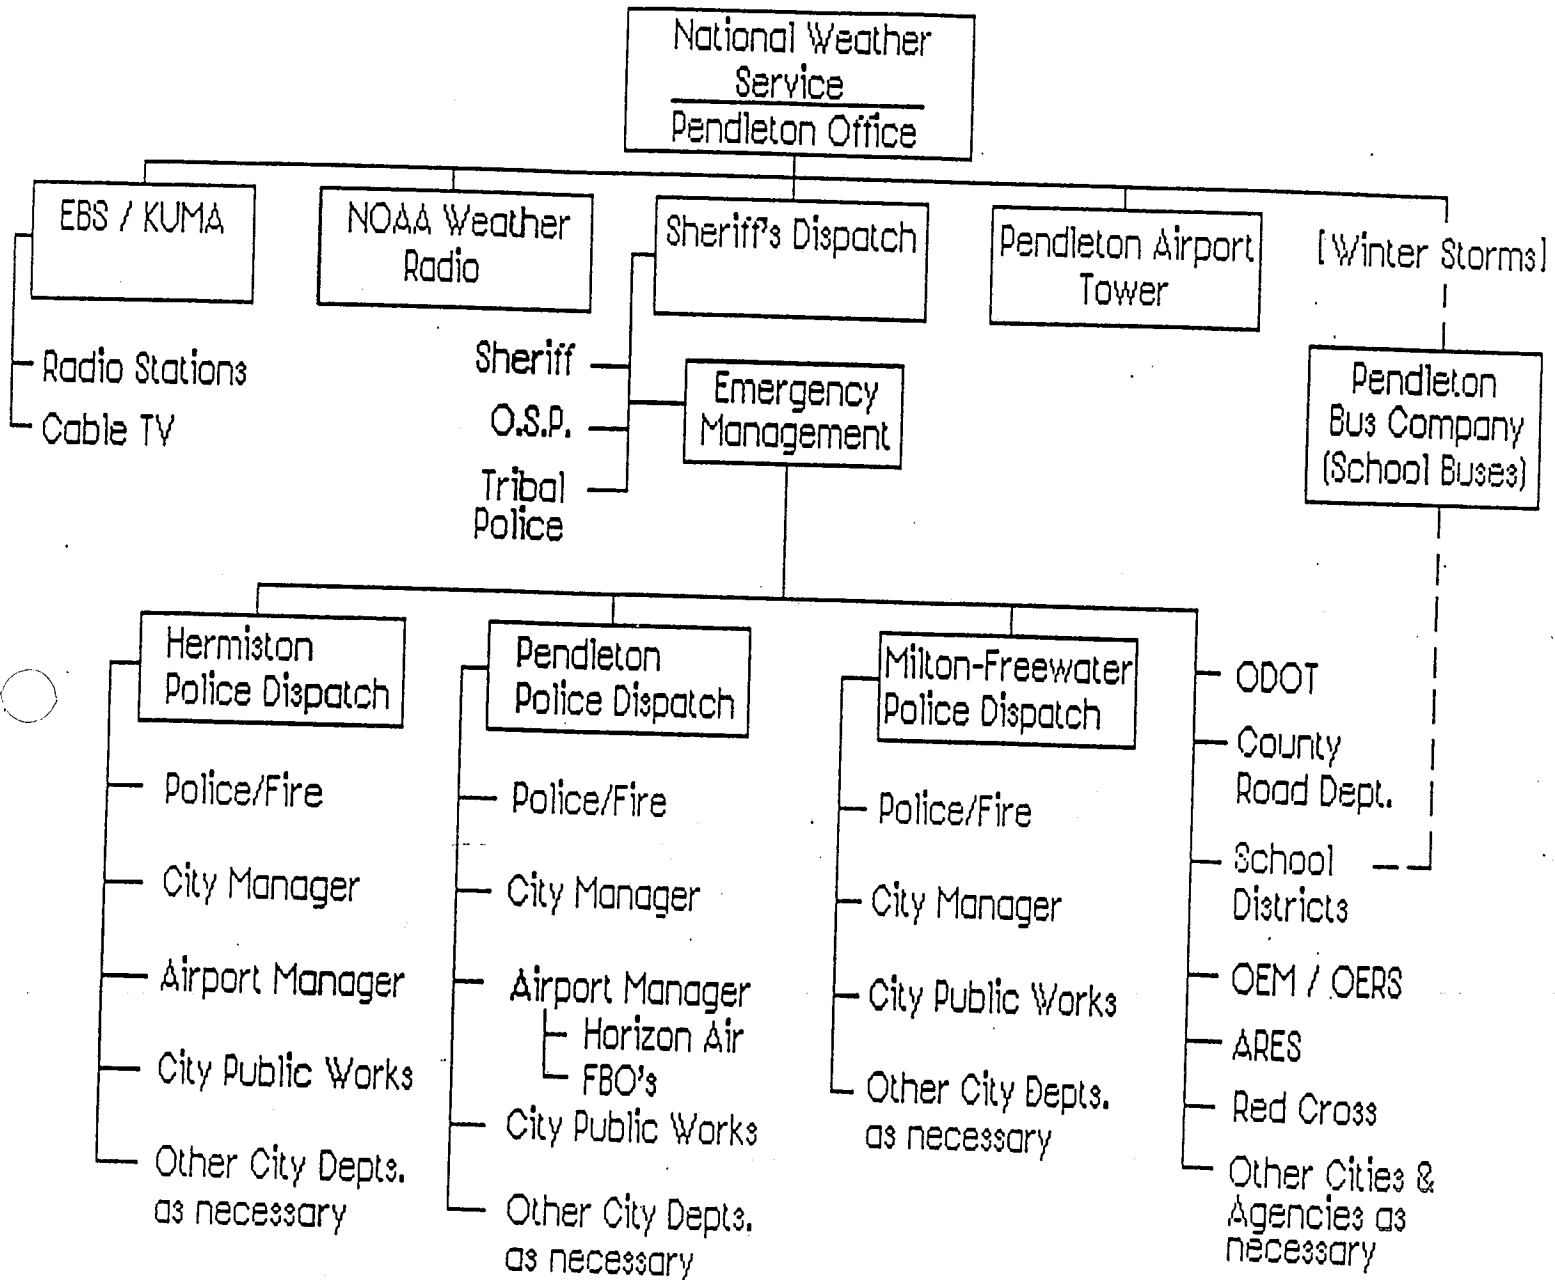 National Weather
Service
Pendleton Office
EBS / KUMA
NOAA Weather
Radio
Sheriff's Dispatch
Pendleton Airport
Tower
[Winter Storms]
Radio Stations
Cable TV
Sheriff
O.S.P.
Tribal
Police
Emergency
Management
Pendleton
Bus Company
(School Buses)
Hermiston
Police Dispatch
Police/Fire
City Manager
Airport Manager
City Public Works
Other City Depts.
as necessary
Pendleton
Police Dispatch
Police/Fire
City Manager
Airport Manager
Horizon Air
FBO's
City Public Works
Other City Depts.
as necessary
Milton-Freewater
Police Dispatch
Police/Fire
City Manager
City Public Works
Other City Depts.
as necessary
ODOT
County
Road Dept.
School
Districts
OEM / OERS
ARES
Red Cross
Other Cities &
Agencies as
necessary